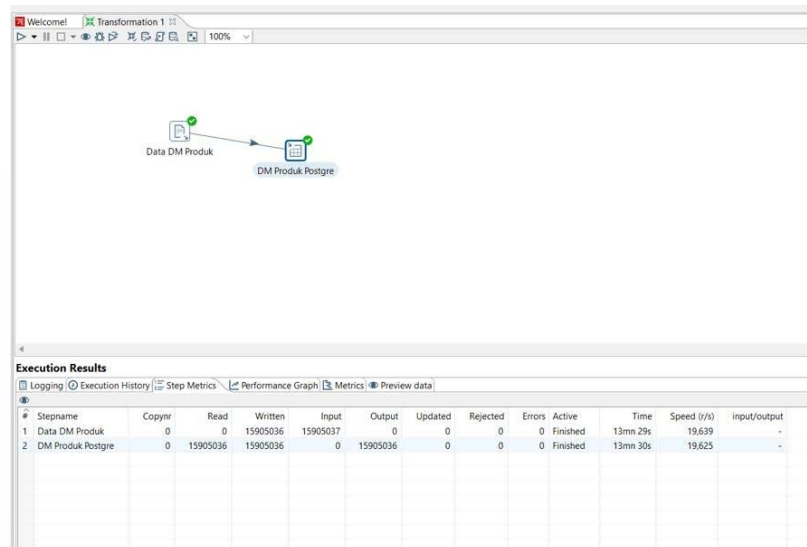 Welcome! Transformation 1
100%
Data DM Produk
DM Produk Postgre
Execution Results
Logging Execution History Step Metrics Performance Graph Metrics Preview data
# Stepname Copynr Read Written Input Output Updated Rejected Errors Active Time Speed (r/s) input/output
1 Data DM Produk 0 0 15905036 15905037 0 0 0 0 Finished 13mn 29s 19,639 -
2 DM Produk Postgre 0 15905036 15905036 0 15905036 0 0 0 Finished 13mn 30s 19,625 -